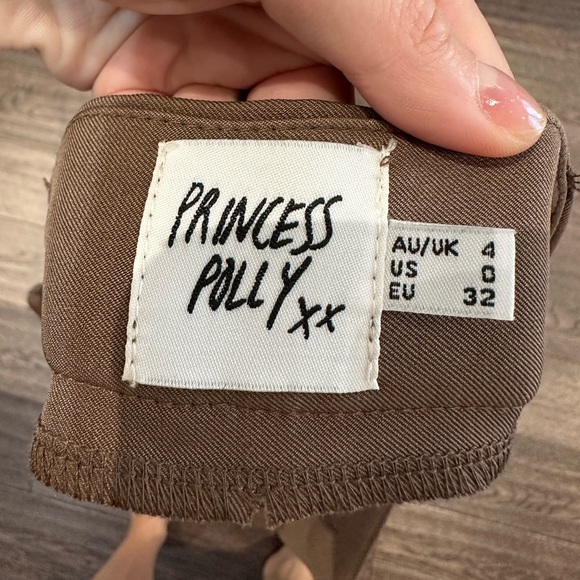 PRINCESS
POLLY xx
AU/UK 4
US 0
EU 32